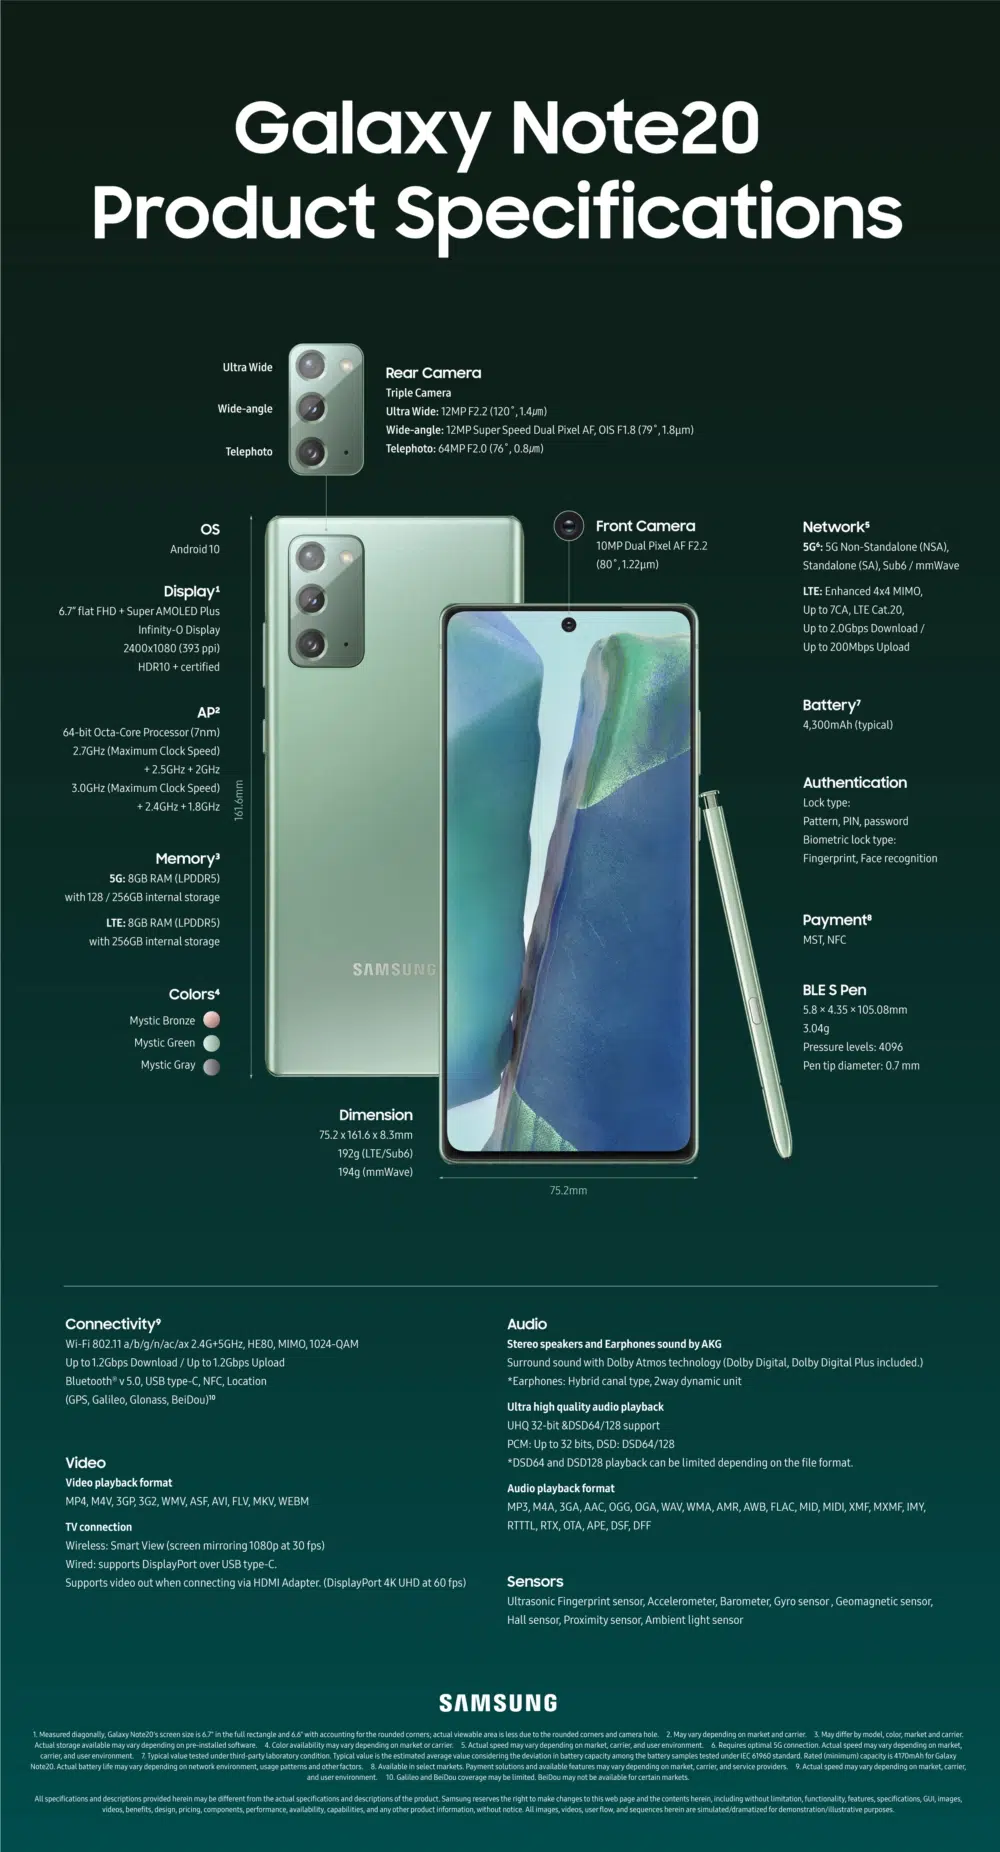 Galaxy Note20
Product Specifications
Ultra Wide
Wide-angle
Telephoto
Rear Camera
Triple Camera
Ultra Wide: 12MP F2.2 (120˚, 1.4㎛)
Wide-angle: 12MP Super Speed Dual Pixel AF, OIS F1.8 (79˚, 1.8μm)
Telephoto: 64MP F2.0 (76˚, 0.8㎛)
OS
Android 10
Display¹
6.7" flat FHD + Super AMOLED Plus
Infinity-O Display
2400x1080 (393 ppi)
HDR10 + certified
AP²
64-bit Octa-Core Processor (7nm)
2.7GHz (Maximum Clock Speed)
+ 2.5GHz + 2GHz
3.0GHz (Maximum Clock Speed)
+ 2.4GHz + 1.8GHz
Memory³
5G: 8GB RAM (LPDDR5)
with 128 / 256GB internal storage
LTE: 8GB RAM (LPDDR5)
with 256GB internal storage
Colors⁴
Mystic Bronze
Mystic Green
Mystic Gray
161.6mm
SAMSUNG
Front Camera
10MP Dual Pixel AF F2.2
(80˚, 1.22μm)
Dimension
75.2 x 161.6 x 8.3mm
192g (LTE/Sub6)
194g (mmWave)
75.2mm
Network⁵
5G⁶: 5G Non-Standalone (NSA),
Standalone (SA), Sub6 / mmWave
LTE: Enhanced 4x4 MIMO,
Up to 7CA, LTE Cat.20,
Up to 2.0Gbps Download /
Up to 200Mbps Upload
Battery⁷
4,300mAh (typical)
Authentication
Lock type:
Pattern, PIN, password
Biometric lock type:
Fingerprint, Face recognition
Payment⁸
MST, NFC
BLE S Pen
5.8 × 4.35 × 105.08mm
3.04g
Pressure levels: 4096
Pen tip diameter: 0.7 mm
Connectivity⁹
Wi-Fi 802.11 a/b/g/n/ac/ax 2.4G+5GHz, HE80, MIMO, 1024-QAM
Up to 1.2Gbps Download / Up to 1.2Gbps Upload
Bluetooth® v 5.0, USB type-C, NFC, Location
(GPS, Galileo, Glonass, BeiDou)¹⁰
Video
Video playback format
MP4, M4V, 3GP, 3G2, WMV, ASF, AVI, FLV, MKV, WEBM
TV connection
Wireless: Smart View (screen mirroring 1080p at 30 fps)
Wired: supports DisplayPort over USB type-C.
Supports video out when connecting via HDMI Adapter. (DisplayPort 4K UHD at 60 fps)
Audio
Stereo speakers and Earphones sound by AKG
Surround sound with Dolby Atmos technology (Dolby Digital, Dolby Digital Plus included.)
*Earphones: Hybrid canal type, 2way dynamic unit
Ultra high quality audio playback
UHQ 32-bit &DSD64/128 support
PCM: Up to 32 bits, DSD: DSD64/128
*DSD64 and DSD128 playback can be limited depending on the file format.
Audio playback format
MP3, M4A, 3GA, AAC, OGG, OGA, WAV, WMA, AMR, AWB, FLAC, MID, MIDI, XMF, MXMF, IMY,
RTTTL, RTX, OTA, APE, DSF, DFF
Sensors
Ultrasonic Fingerprint sensor, Accelerometer, Barometer, Gyro sensor , Geomagnetic sensor,
Hall sensor, Proximity sensor, Ambient light sensor
SAMSUNG
1. Measured diagonally, Galaxy Note20's screen size is 6.7" in the full rectangle and 6.6" with accounting for the rounded corners; actual viewable area is less due to the rounded corners and camera hole. 2. May vary depending on market and carrier. 3. May differ by model, color, market and carrier.
Actual storage available may vary depending on pre-installed software. 4. Color availability may vary depending on market or carrier. 5. Actual speed may vary depending on market, carrier, and user environment. 6. Requires optimal 5G connection. Actual speed may vary depending on market,
carrier, and user environment. 7. Typical value tested under third-party laboratory condition. Typical value is the estimated average value considering the deviation in battery capacity among the battery samples tested under IEC 61960 standard. Rated (minimum) capacity is 4170mAh for Galaxy
Note20. Actual battery life may vary depending on network environment, usage patterns and other factors. 8. Available in select markets. Payment solutions and available features may vary depending on market, carrier, and service providers. 9. Actual speed may vary depending on market, carrier,
and user environment. 10. Galileo and BeiDou coverage may be limited. BeiDou may not be available for certain markets.
All specifications and descriptions provided herein may be different from the actual specifications and descriptions of the product. Samsung reserves the right to make changes to this web page and the contents herein, including without limitation, functionality, features, specifications, GUI, images,
videos, benefits, design, pricing, components, performance, availability, capabilities, and any other product information, without notice. All images, videos, user flow, and sequences herein are simulated/dramatized for demonstration/illustrative purposes.